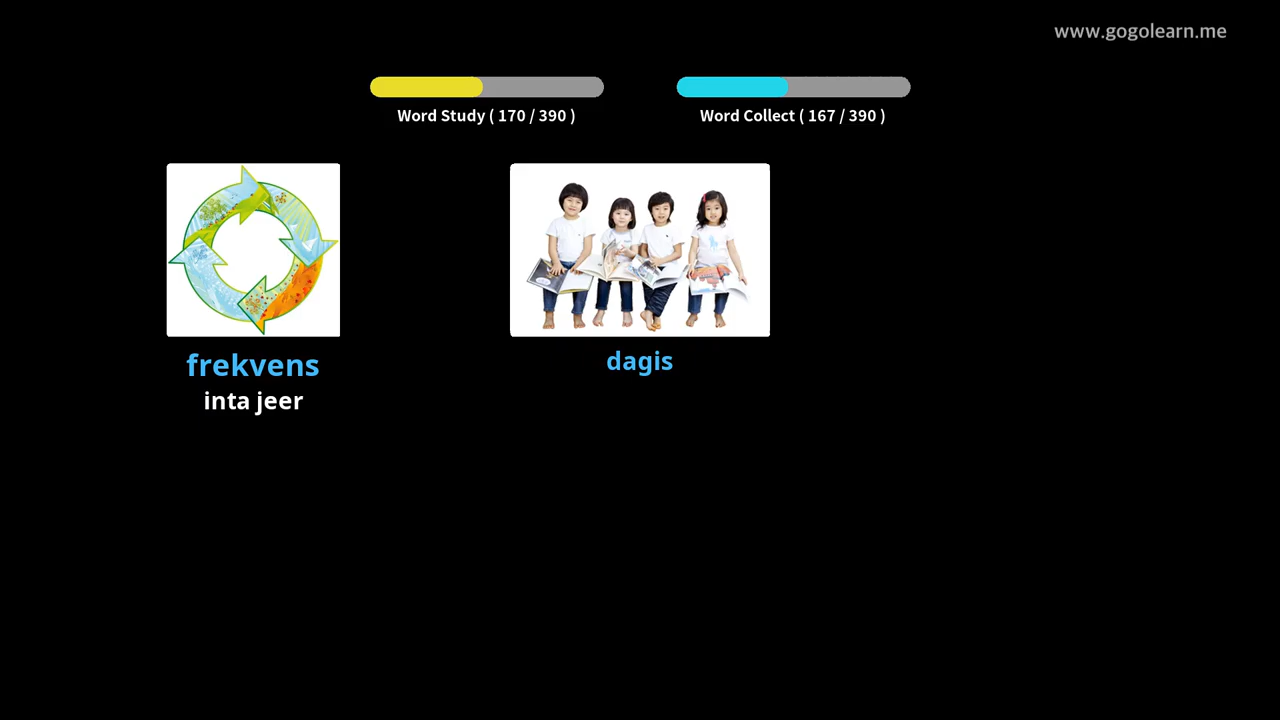 www.gogolearn.me
Word Study ( 170 / 390 )
Word Collect ( 167 / 390 )
frekvens
inta jeer
dagis